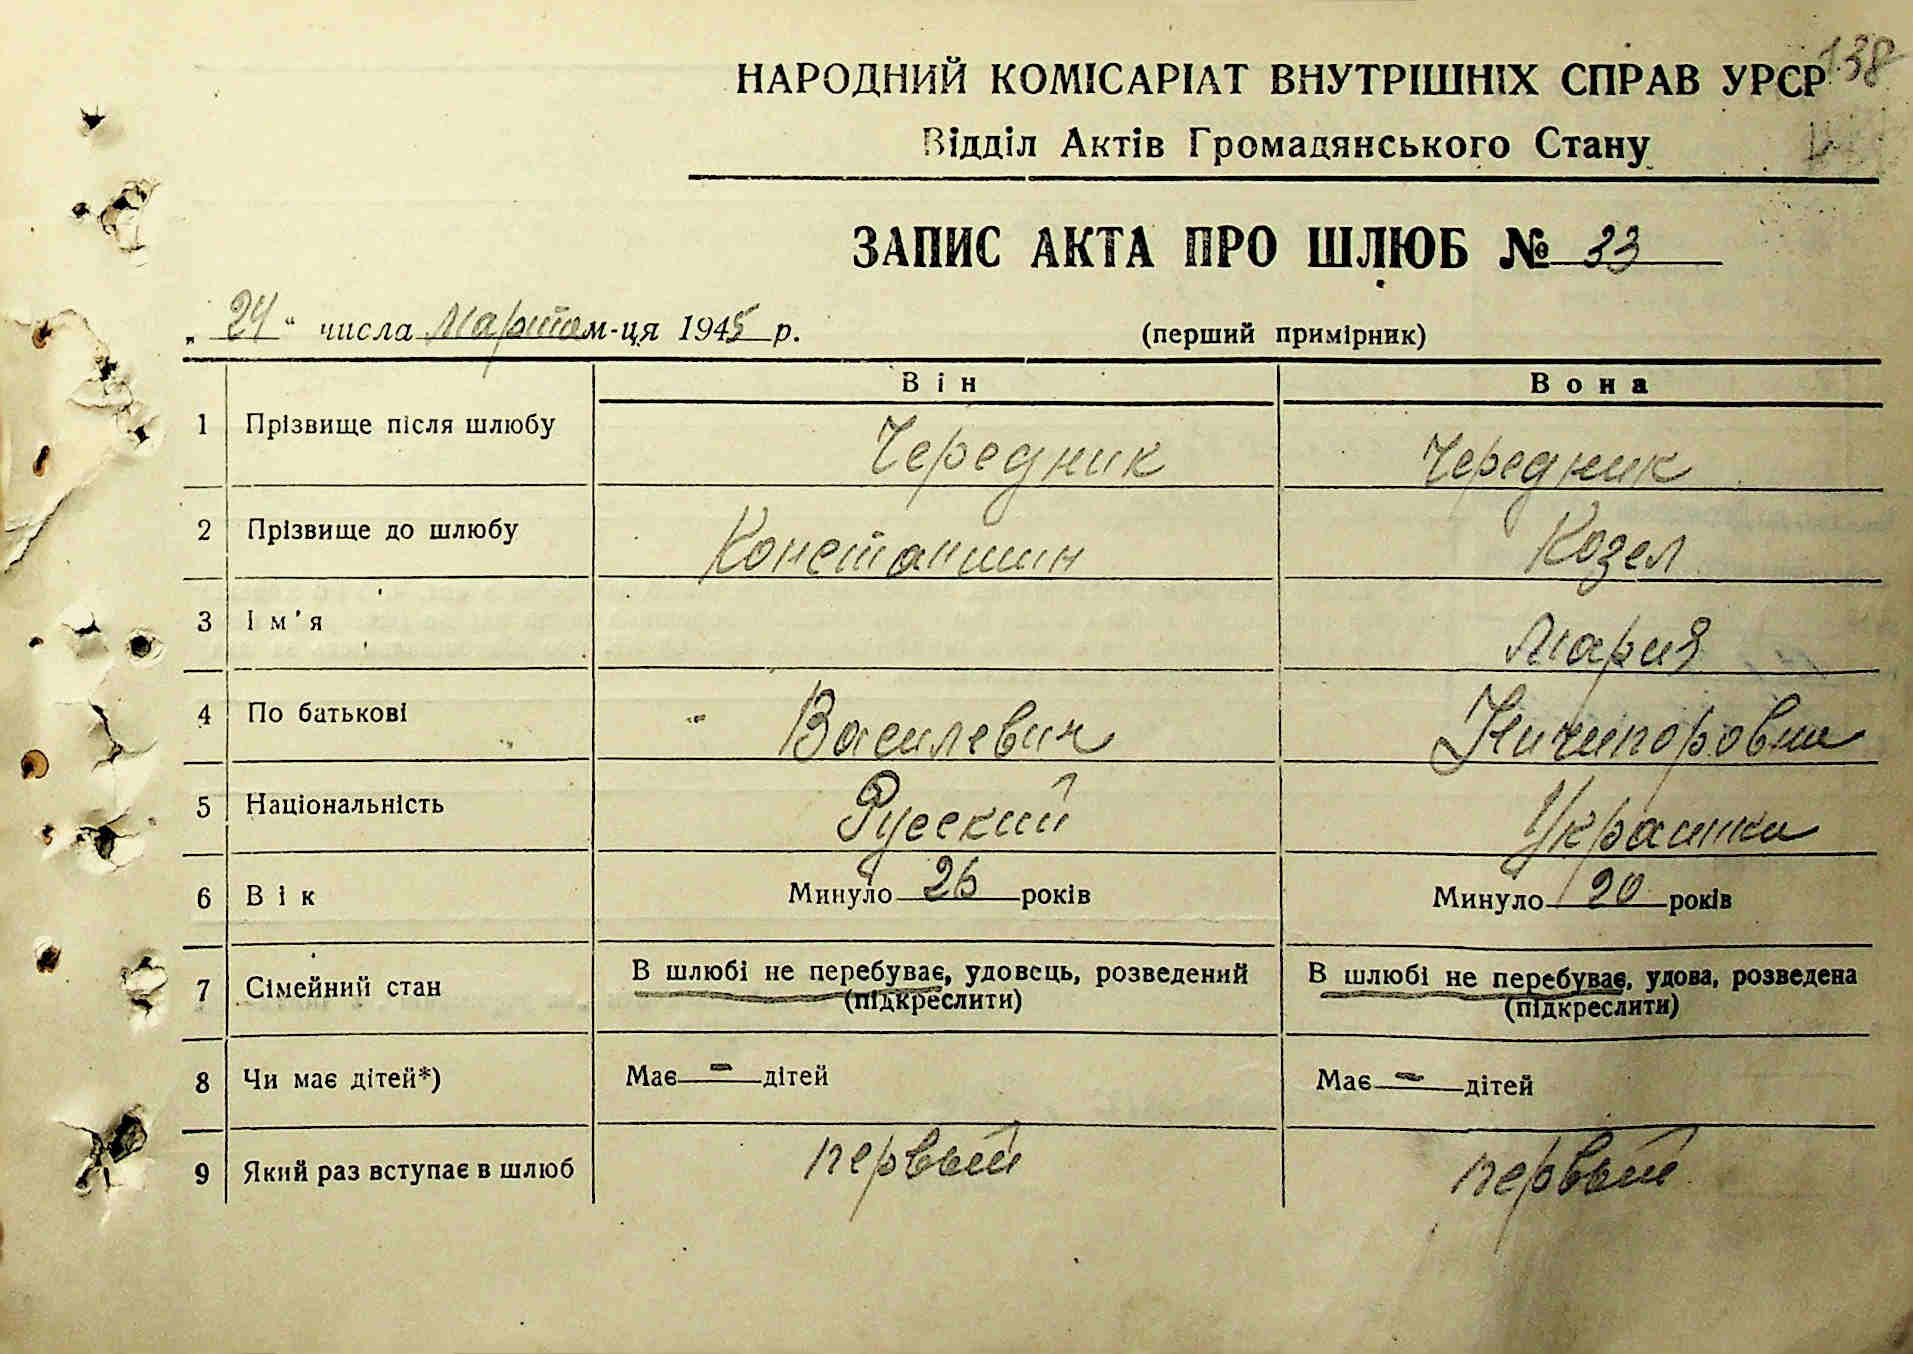 138
НАРОДНИЙ КОМІСАРІАТ ВНУТРІШНІХ СПРАВ УРСР
Відділ Актів Громадянського Стану
ЗАПИС АКТА ПРО ШЛЮБ № 33
„ 24 “ числа Марта м-ця 1945 р. (перший примірник)
Він Вона
1 Прізвище після шлюбу Чередник Чередник
2 Прізвище до шлюбу Константин Козел
3 Ім'я Мария
4 По батькові Василевич Ничипоровна
5 Національність Русский Украинка
6 Вік Минуло 26 років Минуло 20 років
7 Сімейний стан В шлюбі не перебуває, удовець, розведений В шлюбі не перебуває, удова, розведена
(підкреслити) (підкреслити)
8 Чи має дітей*) Має — дітей Має — дітей
9 Який раз вступає в шлюб первый первый